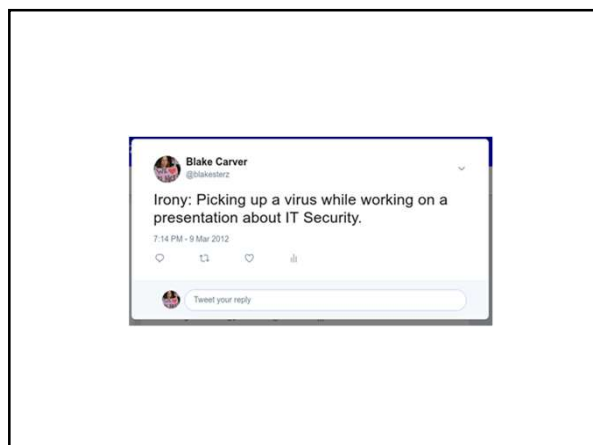 Blake Carver
@blakesterz
Irony: Picking up a virus while working on a
presentation about IT Security.
7:14 PM - 9 Mar 2012
Tweet your reply